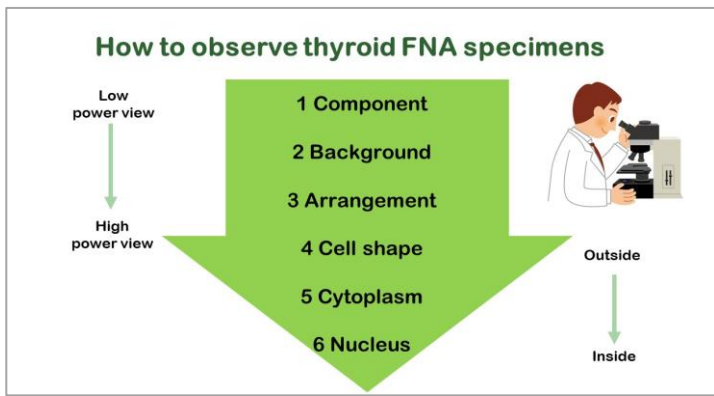 How to observe thyroid FNA specimens
Low
power view
High
power view
1 Component
2 Background
3 Arrangement
4 Cell shape
5 Cytoplasm
6 Nucleus
Outside
Inside